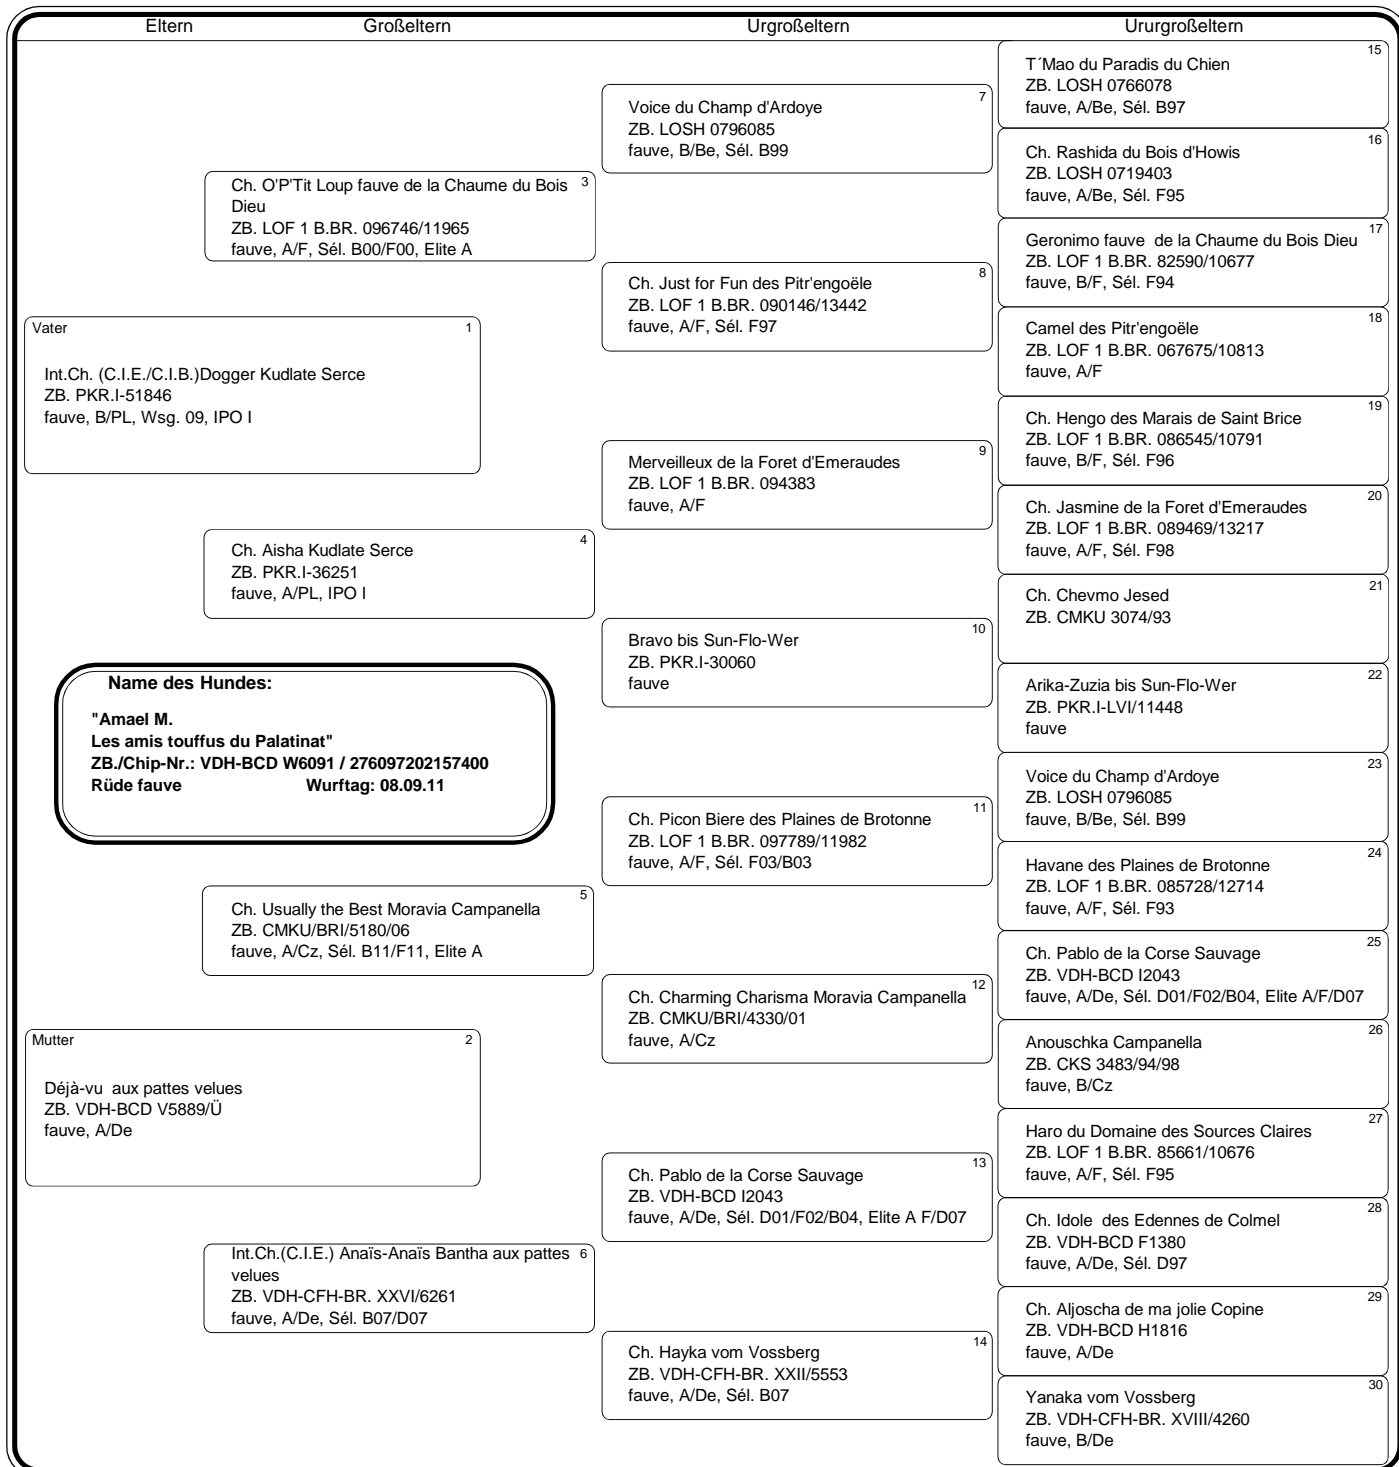 Eltern Großeltern Urgroßeltern Ururgroßeltern
Vater 1
Int.Ch. (C.I.E./C.I.B.)Dogger Kudlate Serce
ZB. PKR.I-51846
fauve, B/PL, Wsg. 09, IPO I
Mutter 2
Déjà-vu aux pattes velues
ZB. VDH-BCD V5889/Ü
fauve, A/De
Name des Hundes:
"Amael M.
Les amis touffus du Palatinat"
ZB./Chip-Nr.: VDH-BCD W6091 / 276097202157400
Rüde fauve Wurftag: 08.09.11
Ch. O'P'Tit Loup fauve de la Chaume du Bois 3
Dieu
ZB. LOF 1 B.BR. 096746/11965
fauve, A/F, Sél. B00/F00, Elite A
Ch. Aisha Kudlate Serce 4
ZB. PKR.I-36251
fauve, A/PL, IPO I
Ch. Usually the Best Moravia Campanella 5
ZB. CMKU/BRI/5180/06
fauve, A/Cz, Sél. B11/F11, Elite A
Int.Ch.(C.I.E.) Anaïs-Anaïs Bantha aux pattes 6
velues
ZB. VDH-CFH-BR. XXVI/6261
fauve, A/De, Sél. B07/D07
Voice du Champ d'Ardoye 7
ZB. LOSH 0796085
fauve, B/Be, Sél. B99
Ch. Just for Fun des Pitr'engoële 8
ZB. LOF 1 B.BR. 090146/13442
fauve, A/F, Sél. F97
Merveilleux de la Foret d'Emeraudes 9
ZB. LOF 1 B.BR. 094383
fauve, A/F
Bravo bis Sun-Flo-Wer 10
ZB. PKR.I-30060
fauve
Ch. Picon Biere des Plaines de Brotonne 11
ZB. LOF 1 B.BR. 097789/11982
fauve, A/F, Sél. F03/B03
Ch. Charming Charisma Moravia Campanella 12
ZB. CMKU/BRI/4330/01
fauve, A/Cz
Ch. Pablo de la Corse Sauvage 13
ZB. VDH-BCD I2043
fauve, A/De, Sél. D01/F02/B04, Elite A F/D07
Ch. Hayka vom Vossberg 14
ZB. VDH-CFH-BR. XXII/5553
fauve, A/De, Sél. B07
T´Mao du Paradis du Chien 15
ZB. LOSH 0766078
fauve, A/Be, Sél. B97
Ch. Rashida du Bois d'Howis 16
ZB. LOSH 0719403
fauve, A/Be, Sél. F95
Geronimo fauve de la Chaume du Bois Dieu 17
ZB. LOF 1 B.BR. 82590/10677
fauve, B/F, Sél. F94
Camel des Pitr'engoële 18
ZB. LOF 1 B.BR. 067675/10813
fauve, A/F
Ch. Hengo des Marais de Saint Brice 19
ZB. LOF 1 B.BR. 086545/10791
fauve, B/F, Sél. F96
Ch. Jasmine de la Foret d'Emeraudes 20
ZB. LOF 1 B.BR. 089469/13217
fauve, A/F, Sél. F98
Ch. Chevmo Jesed 21
ZB. CMKU 3074/93
Arika-Zuzia bis Sun-Flo-Wer 22
ZB. PKR.I-LVI/11448
fauve
Voice du Champ d'Ardoye 23
ZB. LOSH 0796085
fauve, B/Be, Sél. B99
Havane des Plaines de Brotonne 24
ZB. LOF 1 B.BR. 085728/12714
fauve, A/F, Sél. F93
Ch. Pablo de la Corse Sauvage 25
ZB. VDH-BCD I2043
fauve, A/De, Sél. D01/F02/B04, Elite A/F/D07
Anouschka Campanella 26
ZB. CKS 3483/94/98
fauve, B/Cz
Haro du Domaine des Sources Claires 27
ZB. LOF 1 B.BR. 85661/10676
fauve, A/F, Sél. F95
Ch. Idole des Edennes de Colmel 28
ZB. VDH-BCD F1380
fauve, A/De, Sél. D97
Ch. Aljoscha de ma jolie Copine 29
ZB. VDH-BCD H1816
fauve, A/De
Yanaka vom Vossberg 30
ZB. VDH-CFH-BR. XVIII/4260
fauve, B/De